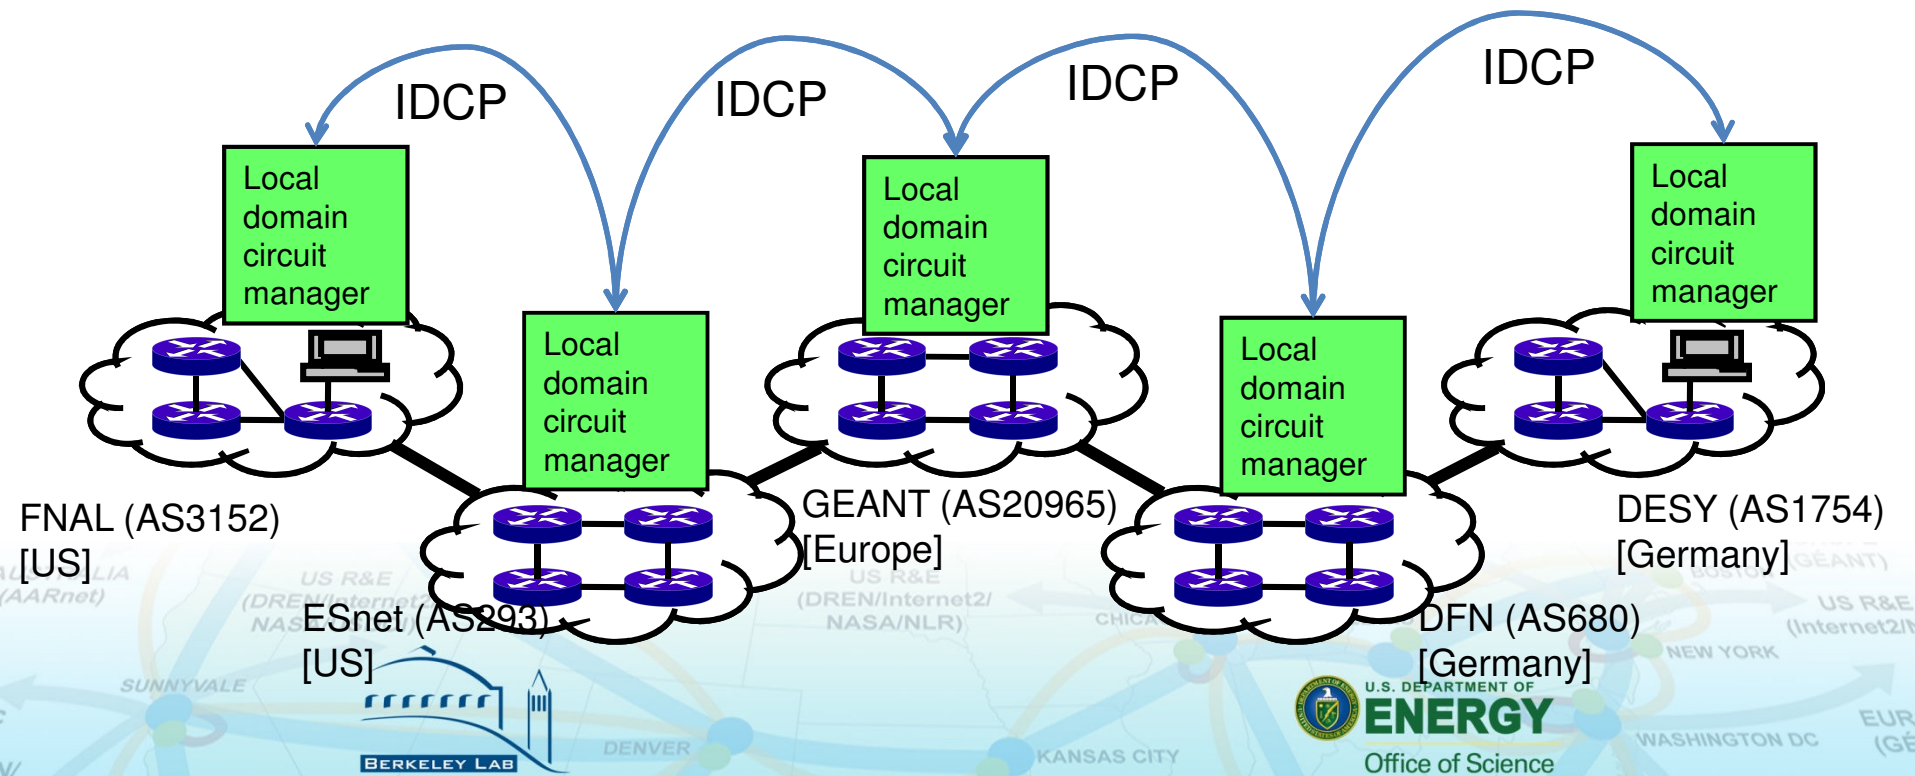 IDCP
IDCP
IDCP
IDCP
Local
domain
circuit
manager
Local
domain
circuit
manager
Local
domain
circuit
manager
Local
domain
circuit
manager
Local
domain
circuit
manager
FNAL (AS3152)
[US]
ESnet (AS293)
[US]
GEANT (AS20965)
[Europe]
DFN (AS680)
[Germany]
DESY (AS1754)
[Germany]
(AARnet)
US R&E
US R&E
(DREN/Internet2/
NASA/NLR)
US R&E
NEW YORK
SUNNYVALE
DENVER
KANSAS CITY
WASHINGTON DC
BERKELEY LAB
U.S. DEPARTMENT OF
ENERGY
Office of Science